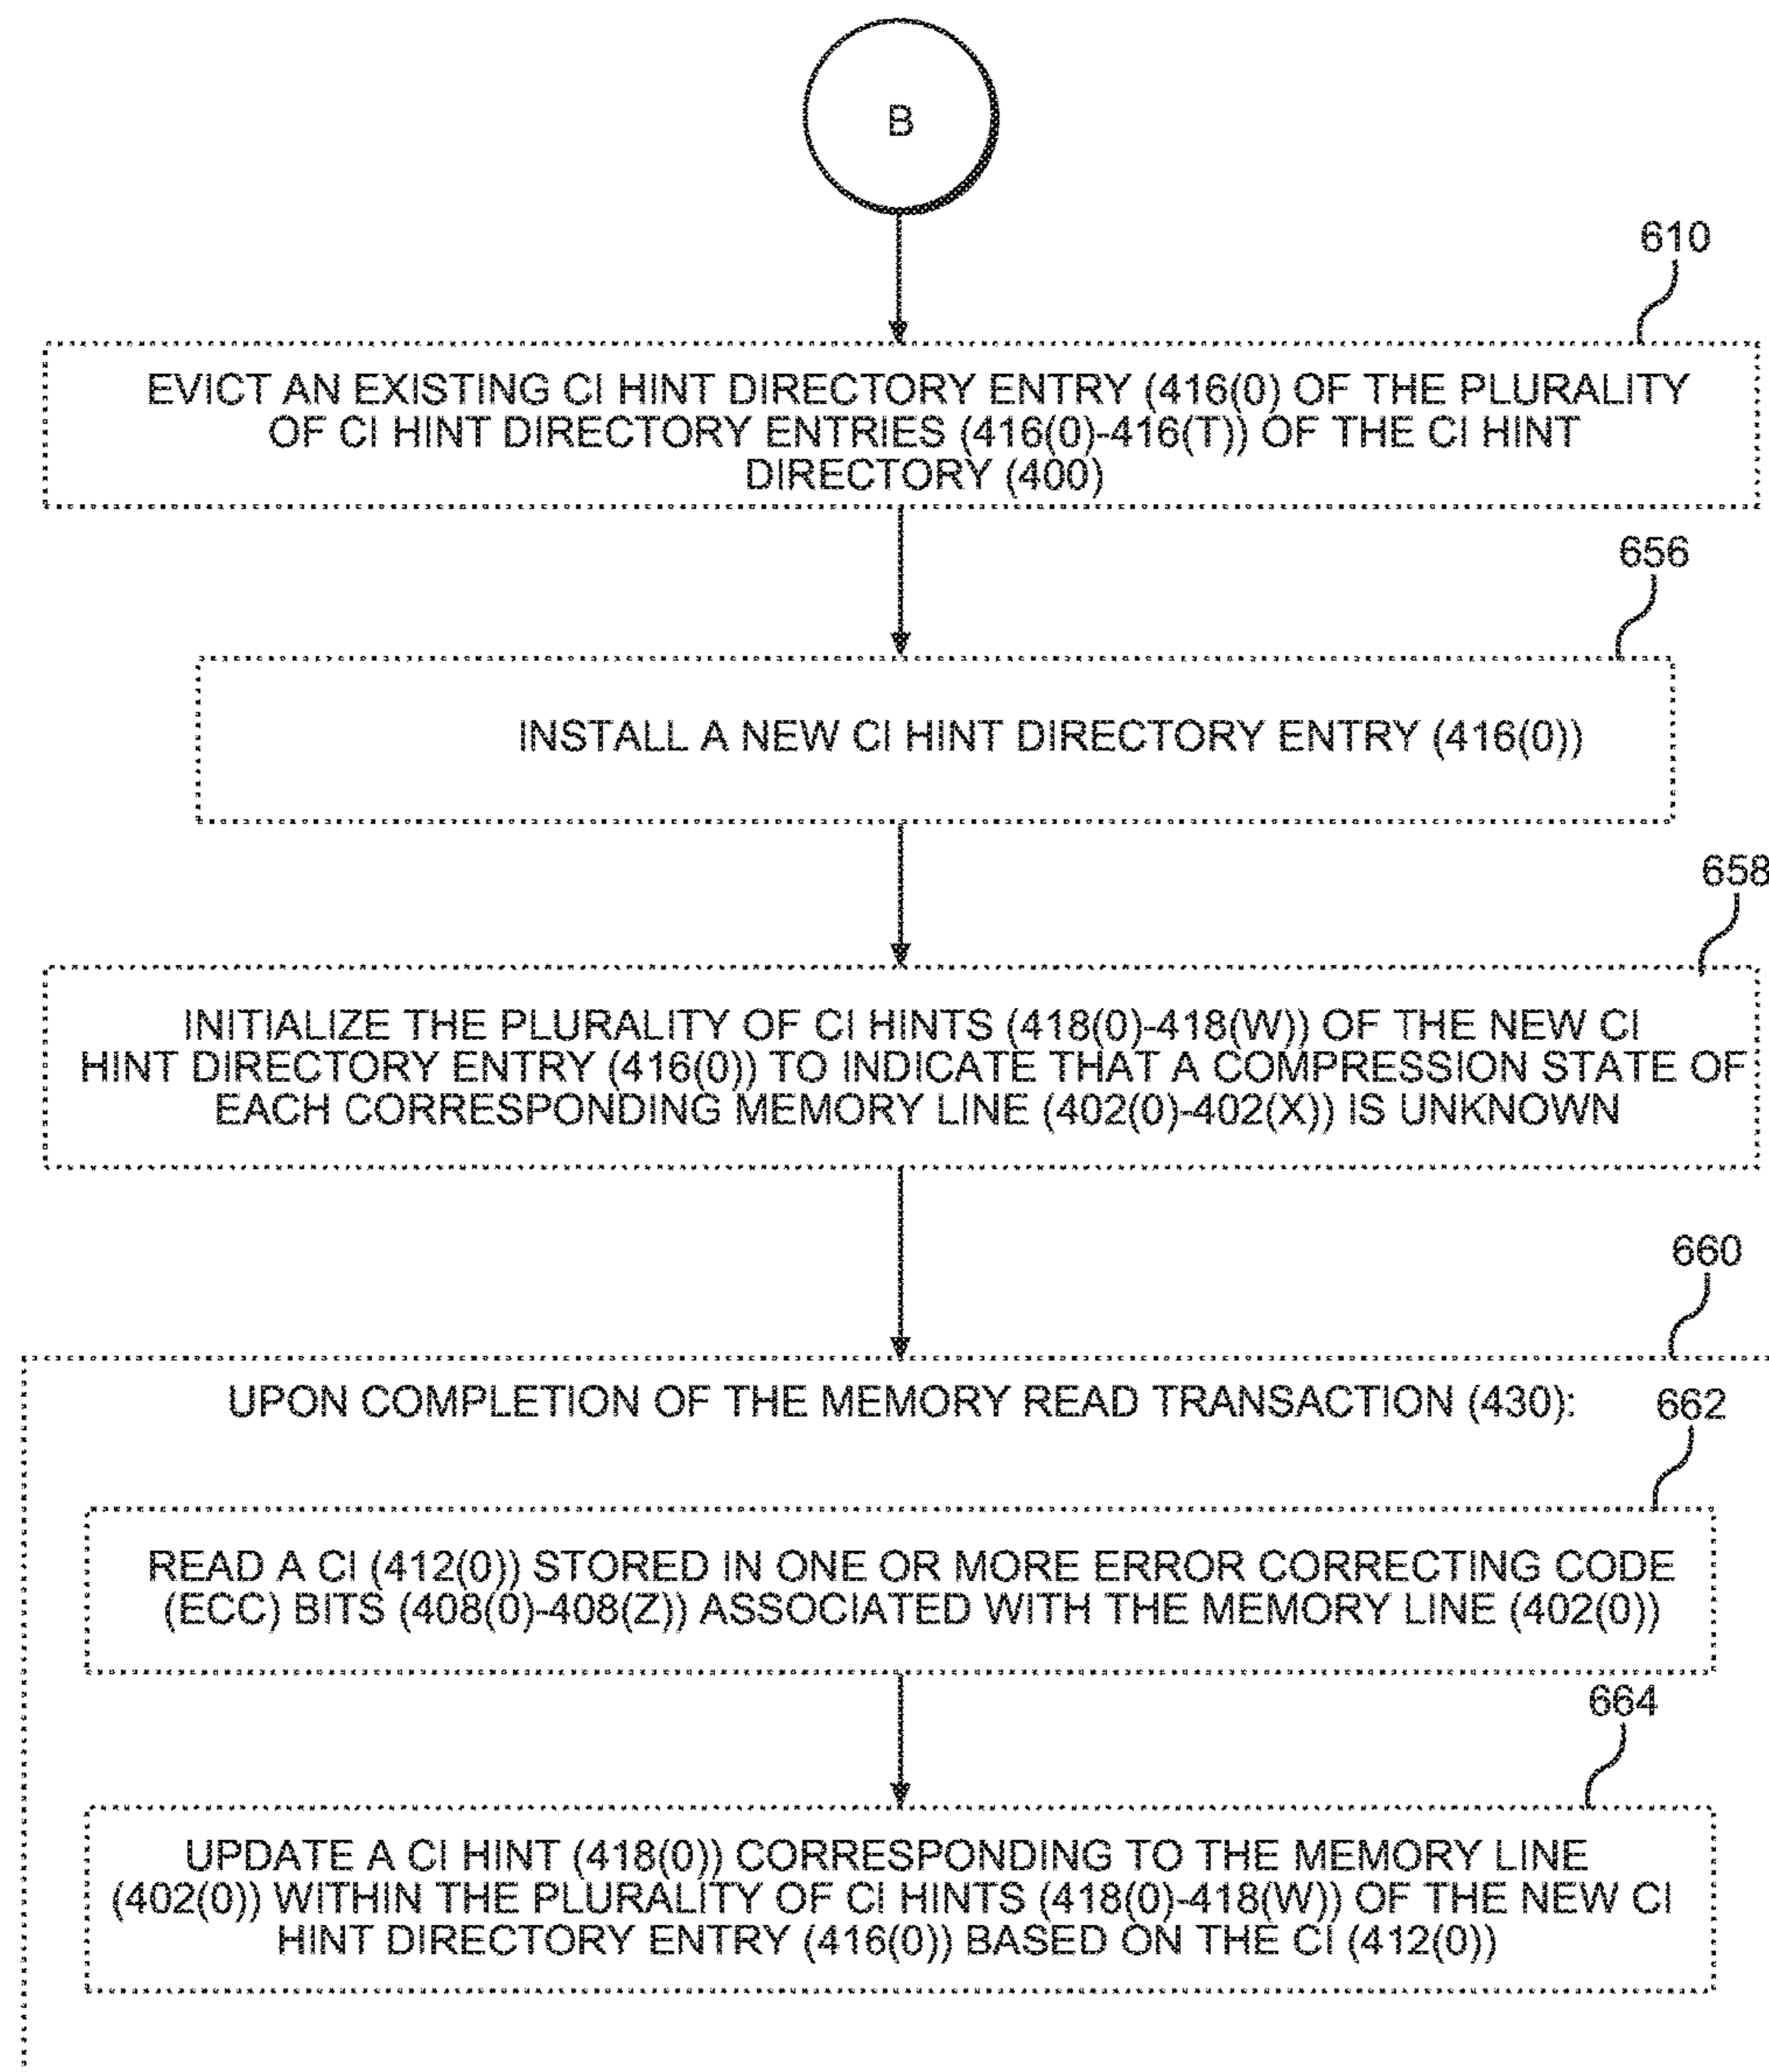 B
610
EVICT AN EXISTING CI HINT DIRECTORY ENTRY (416(0) OF THE PLURALITY
OF CI HINT DIRECTORY ENTRIES (416(0)-416(T)) OF THE CI HINT
DIRECTORY (400)
656
INSTALL A NEW CI HINT DIRECTORY ENTRY (416(0))
658
INITIALIZE THE PLURALITY OF CI HINTS (418(0)-418(W)) OF THE NEW CI
HINT DIRECTORY ENTRY (416(0)) TO INDICATE THAT A COMPRESSION STATE OF
EACH CORRESPONDING MEMORY LINE (402(0)-402(X)) IS UNKNOWN
660
UPON COMPLETION OF THE MEMORY READ TRANSACTION (430):
662
READ A CI (412(0)) STORED IN ONE OR MORE ERROR CORRECTING CODE
(ECC) BITS (408(0)-408(Z)) ASSOCIATED WITH THE MEMORY LINE (402(0))
664
UPDATE A CI HINT (418(0)) CORRESPONDING TO THE MEMORY LINE
(402(0)) WITHIN THE PLURALITY OF CI HINTS (418(0)-418(W)) OF THE NEW CI
HINT DIRECTORY ENTRY (416(0)) BASED ON THE CI (412(0))